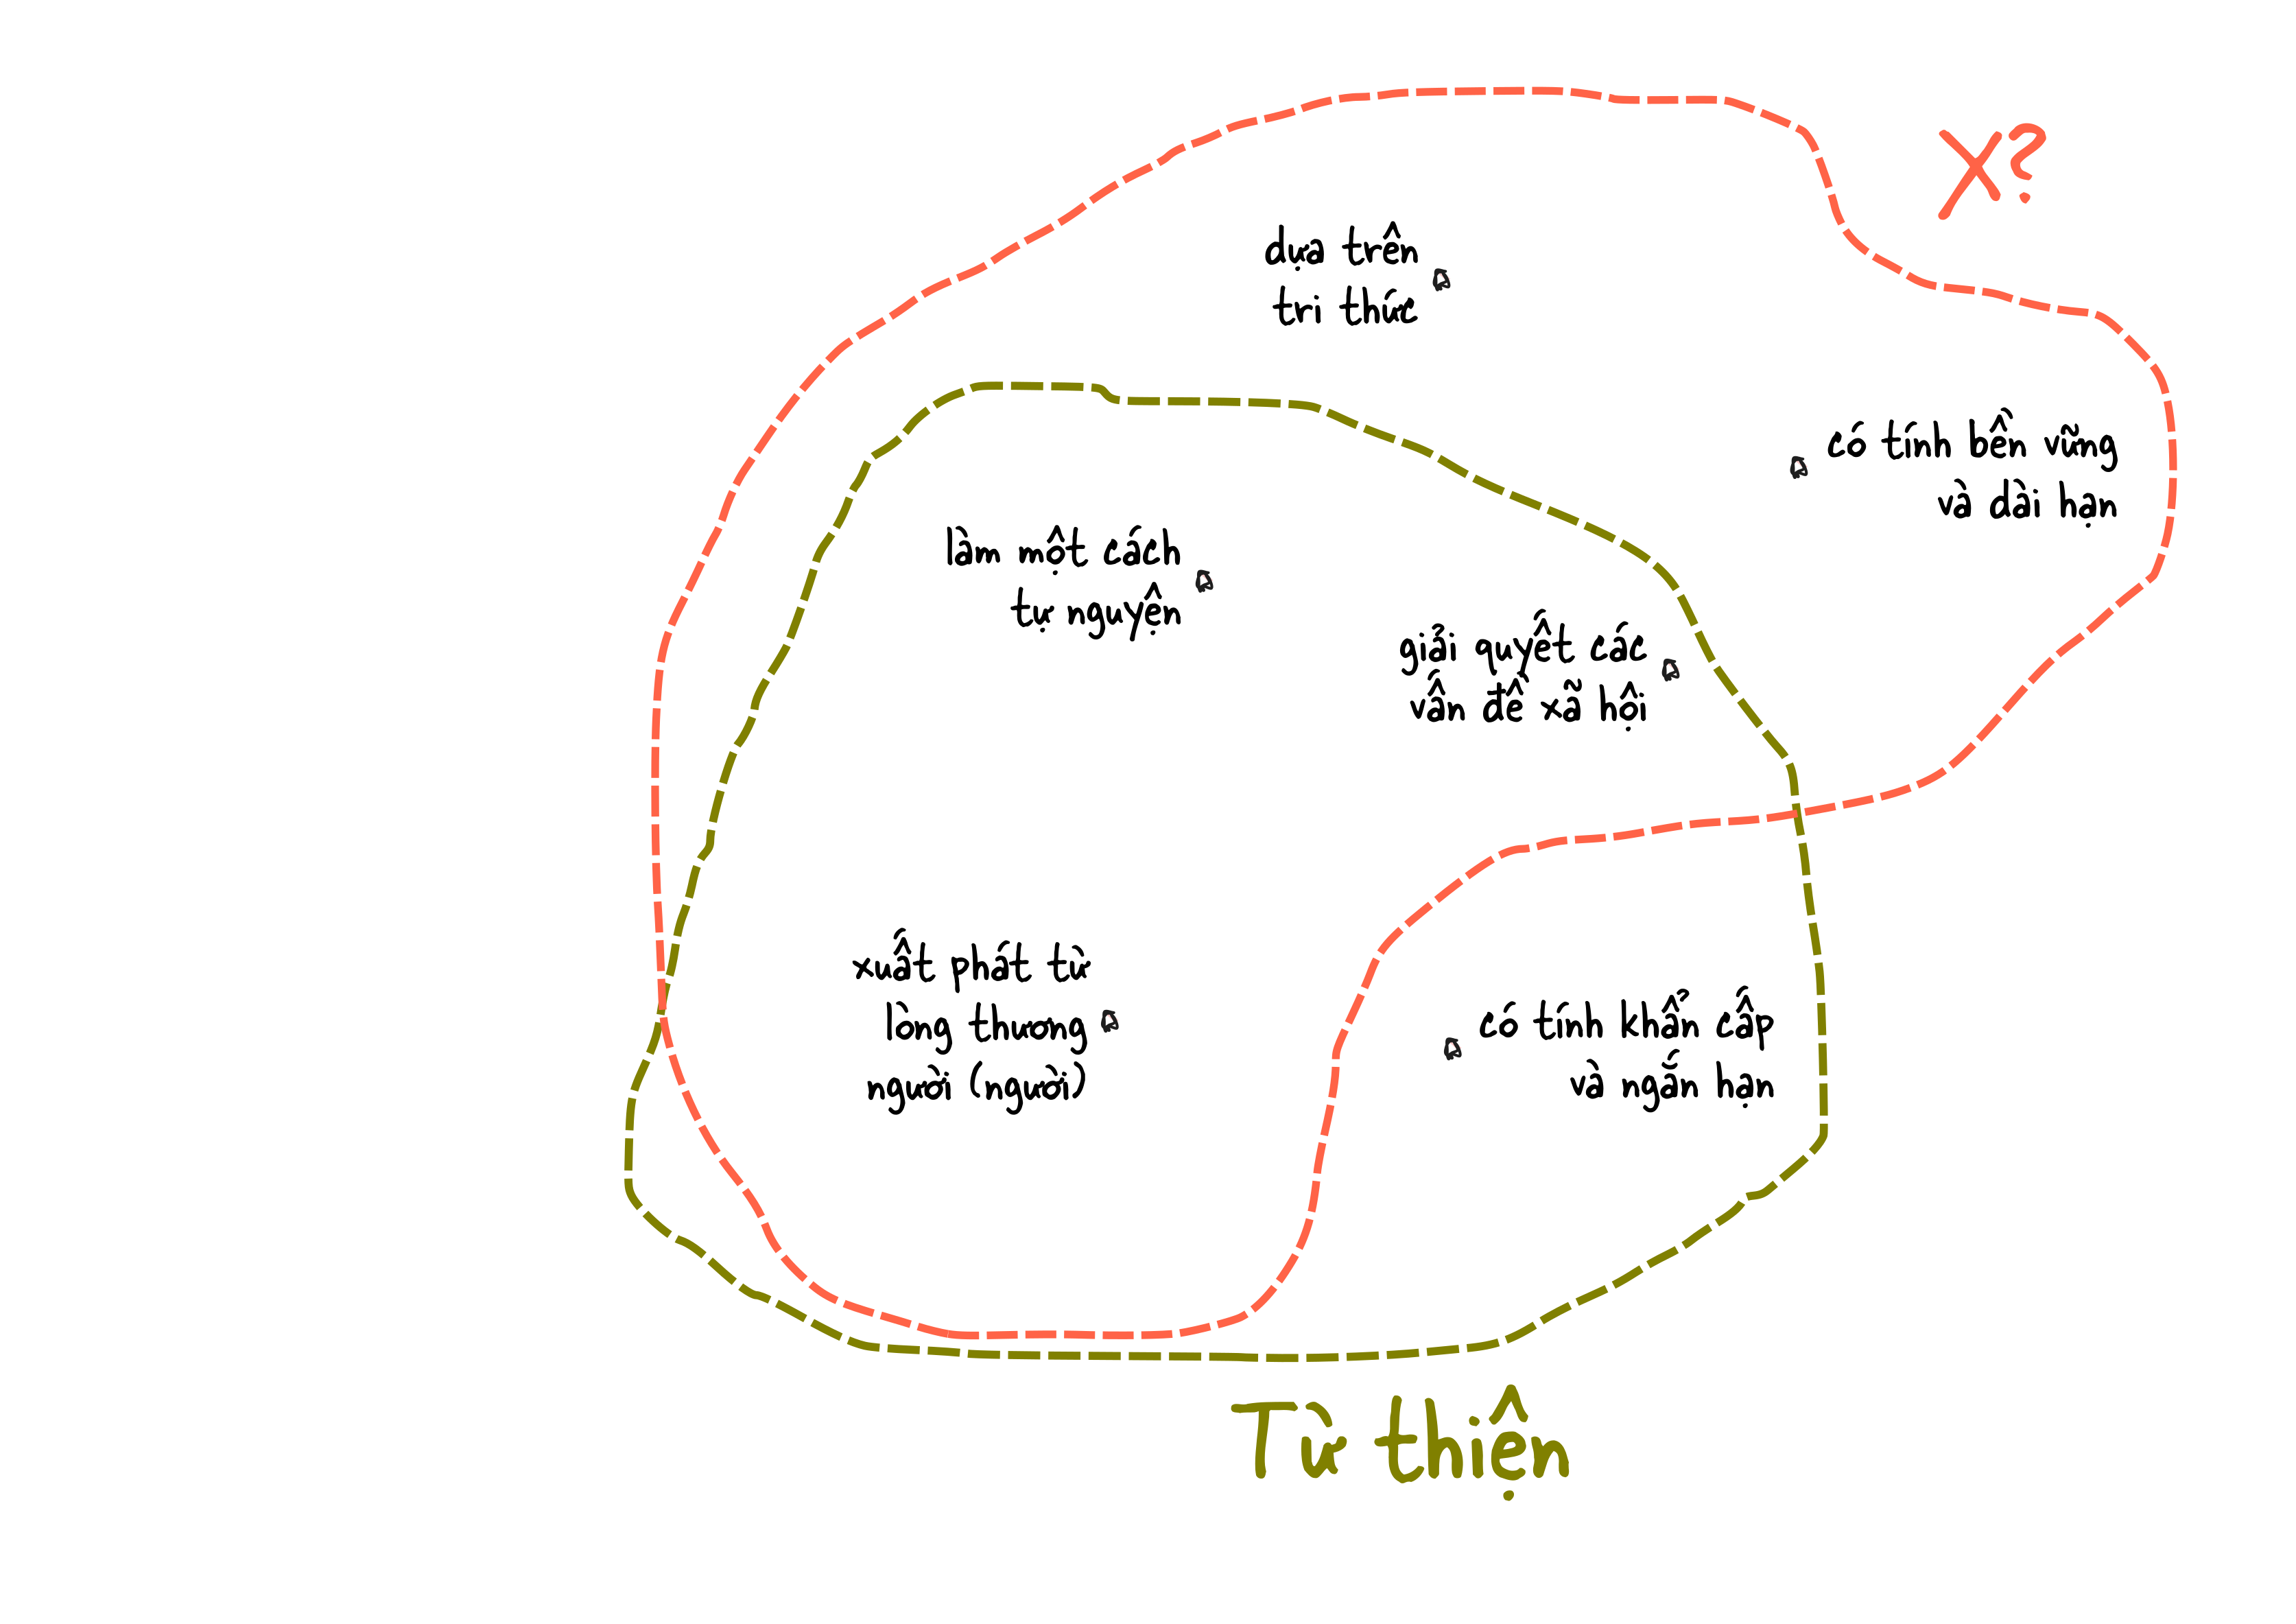 X?
dựa trên
tri thức
có tính bền vững
và dài hạn
làm một cách
tự nguyện
giải quyết các
vấn đề xã hội
xuất phát từ
lòng thương
người (người)
có tính khẩn cấp
và ngắn hạn
Từ thiện